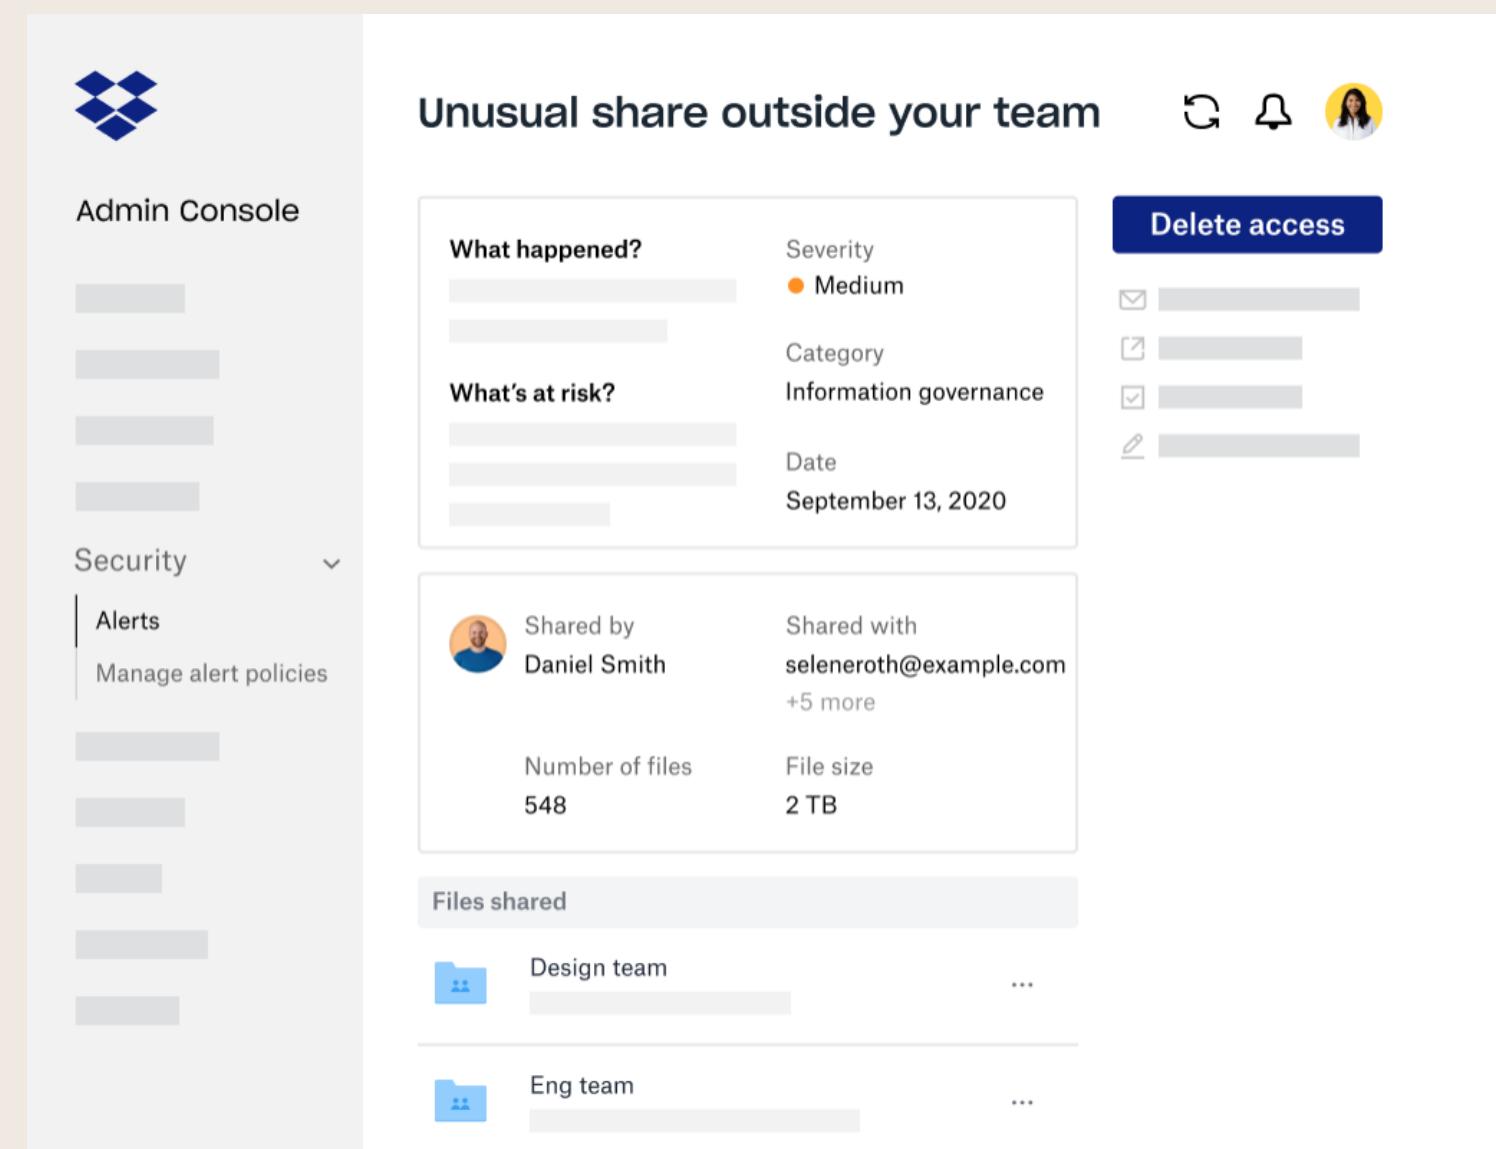 Admin Console
Security
Alerts
Manage alert policies
Unusual share outside your team
What happened?
What's at risk?
Severity
Medium
Category
Information governance
Date
September 13, 2020
Delete access
Shared by
Daniel Smith
Shared with
seleneroth@example.com
+5 more
Number of files
548
File size
2 TB
Files shared
Design team
Eng team